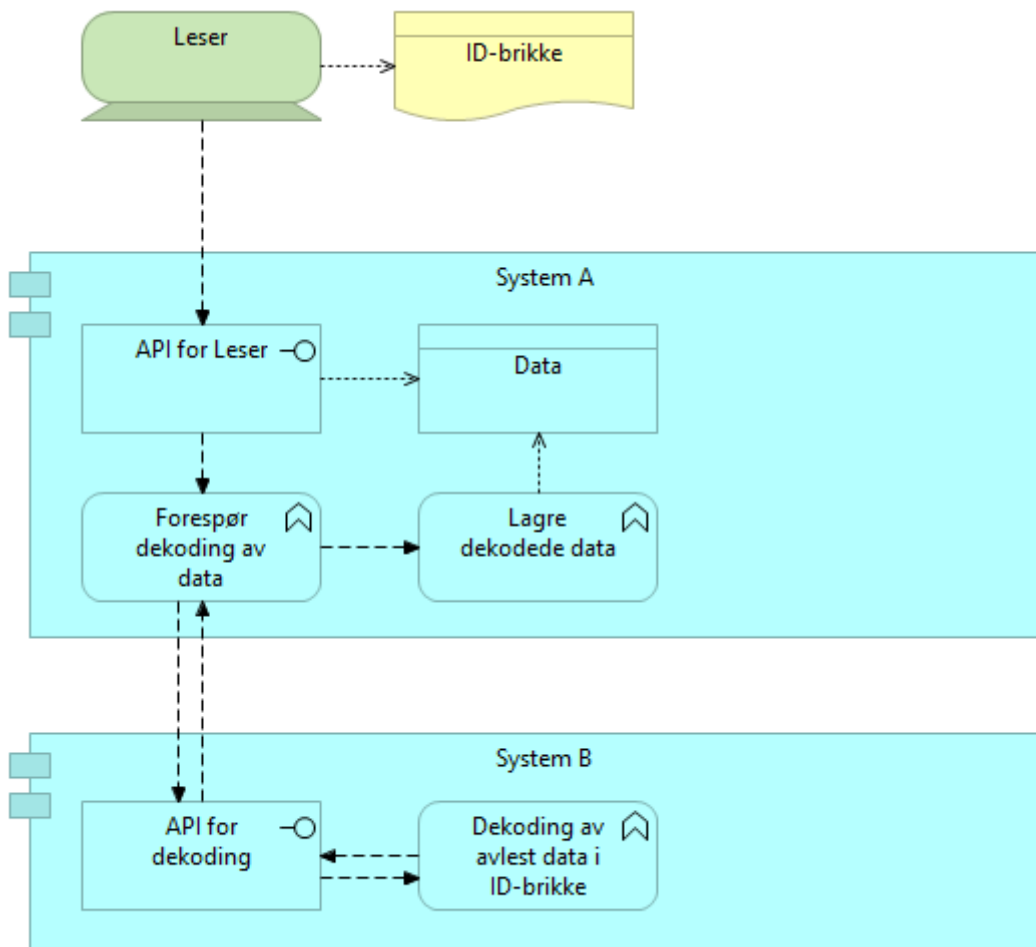 Leser
ID-brikke
System A
API for Leser
Data
Forespør
dekoding av
data
Lagre
dekodede data
System B
API for
dekoding
Dekoding av
avlest data i
ID-brikke